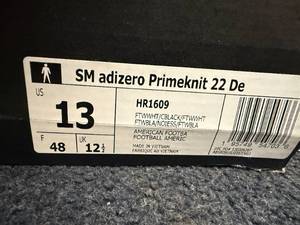 SM adizero Primeknit 22 De
US
13
F
48
UK
12½
HR1609
FTWWHT/CBLACK/FTWWHT
FTWBLA/NOIESS/FTWBLA
AMERICAN FOOTBA
FOOTBALL AMERIC
MADE IN VIETNAM
FABRIQUE AU VIETNAM